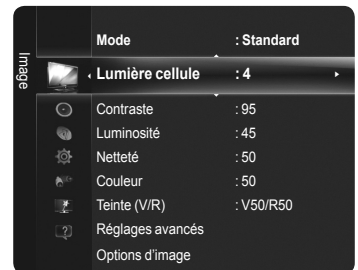 Image
Mode : Standard
Lumière cellule : 4
Contraste : 95
Luminosité : 45
Netteté : 50
Couleur : 50
Teinte (V/R) : V50/R50
Réglages avancés
Options d'image